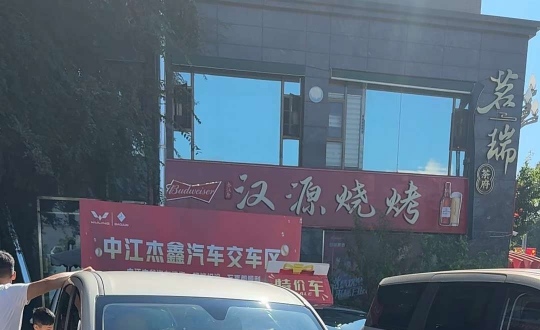 Budweiser
汉源烧烤
茗瑞
茶府
中江杰鑫汽车交车区
特价车